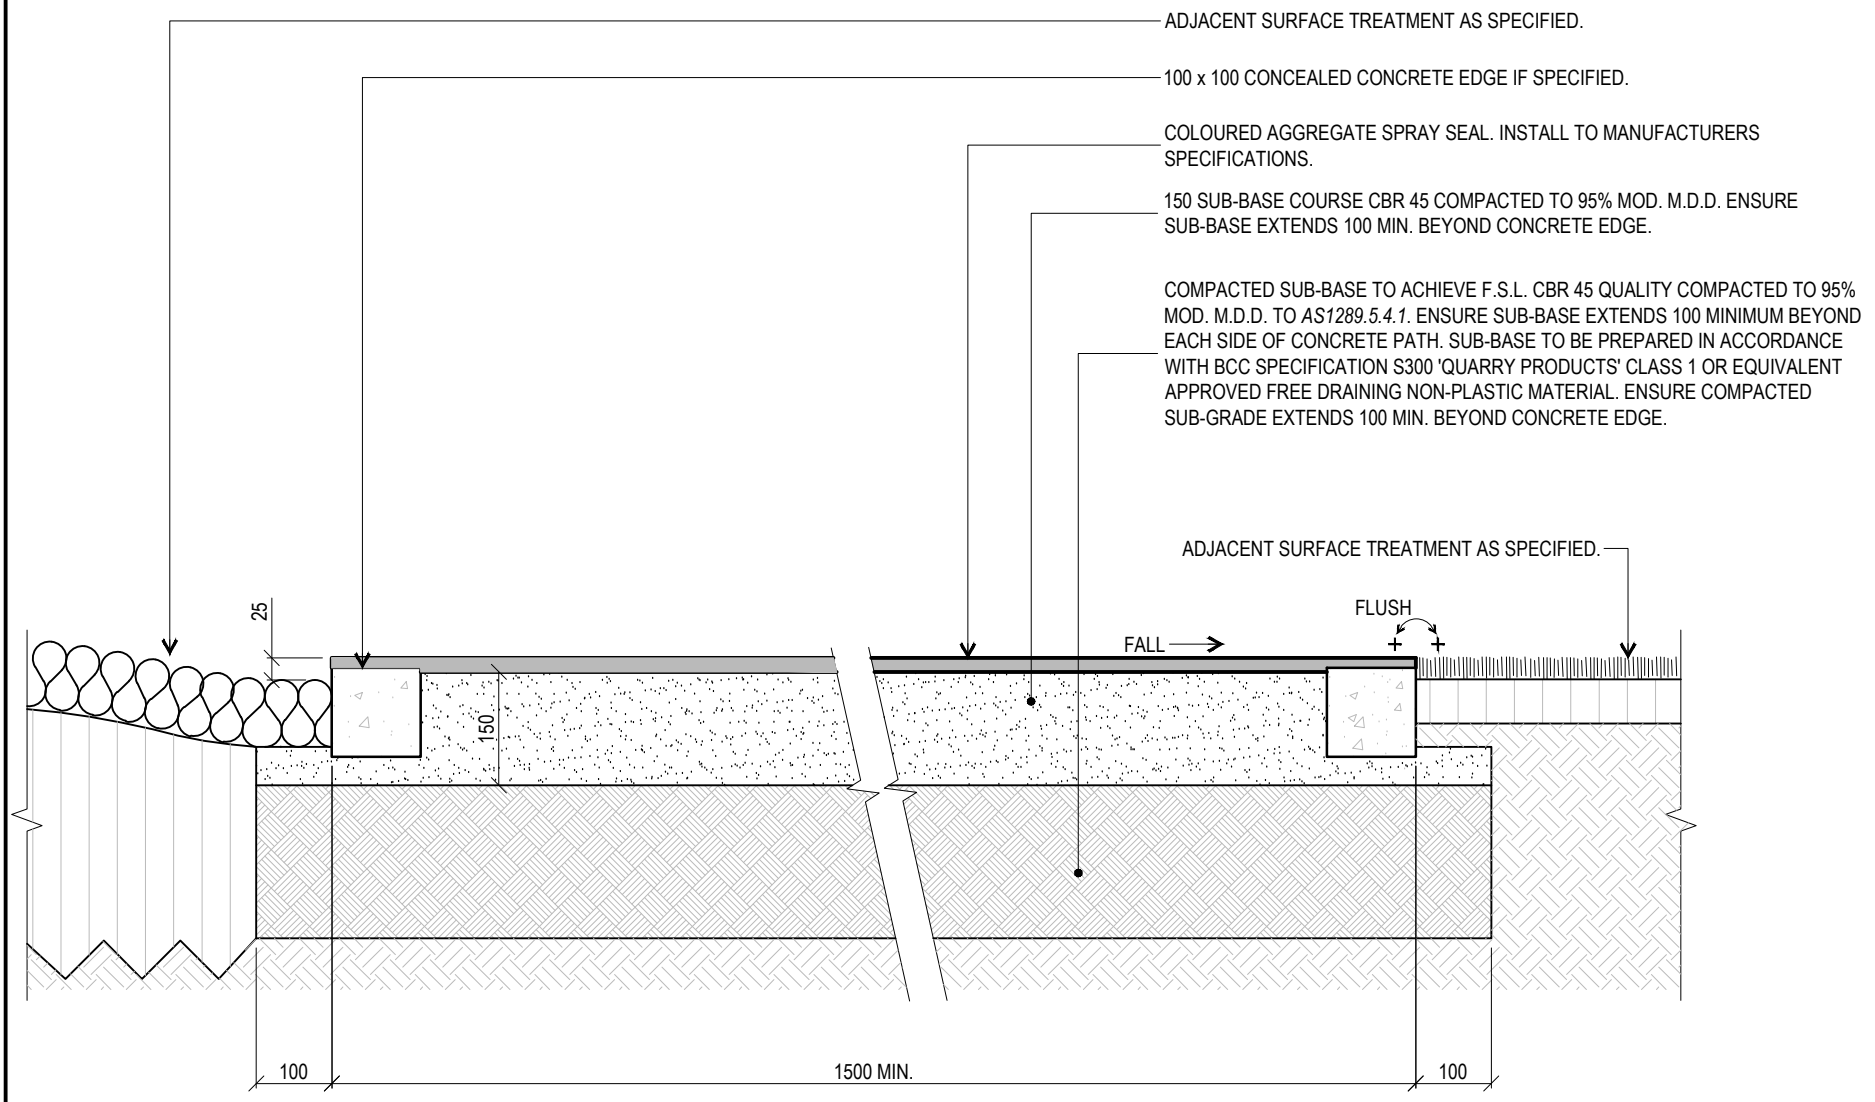 ADJACENT SURFACE TREATMENT AS SPECIFIED.
100 x 100 CONCEALED CONCRETE EDGE IF SPECIFIED.
COLOURED AGGREGATE SPRAY SEAL. INSTALL TO MANUFACTURERS
SPECIFICATIONS.
150 SUB-BASE COURSE CBR 45 COMPACTED TO 95% MOD. M.D.D. ENSURE
SUB-BASE EXTENDS 100 MIN. BEYOND CONCRETE EDGE.
COMPACTED SUB-BASE TO ACHIEVE F.S.L. CBR 45 QUALITY COMPACTED TO 95%
MOD. M.D.D. TO AS1289.5.4.1. ENSURE SUB-BASE EXTENDS 100 MINIMUM BEYOND
EACH SIDE OF CONCRETE PATH. SUB-BASE TO BE PREPARED IN ACCORDANCE
WITH BCC SPECIFICATION S300 'QUARRY PRODUCTS' CLASS 1 OR EQUIVALENT
APPROVED FREE DRAINING NON-PLASTIC MATERIAL. ENSURE COMPACTED
SUB-GRADE EXTENDS 100 MIN. BEYOND CONCRETE EDGE.
ADJACENT SURFACE TREATMENT AS SPECIFIED.
25
FLUSH
FALL
150
100
1500 MIN.
100